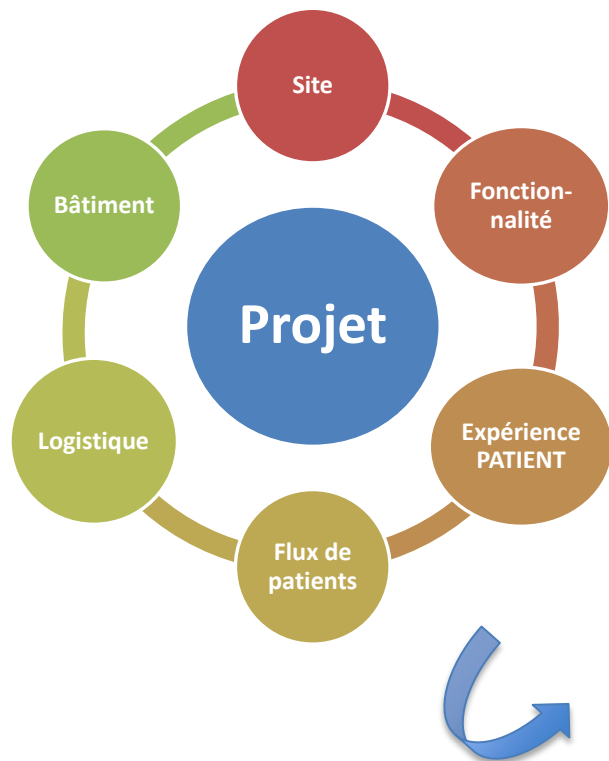 Site
Fonction-
nalité
Bâtiment
Projet
Expérience
PATIENT
Logistique
Flux de
patients